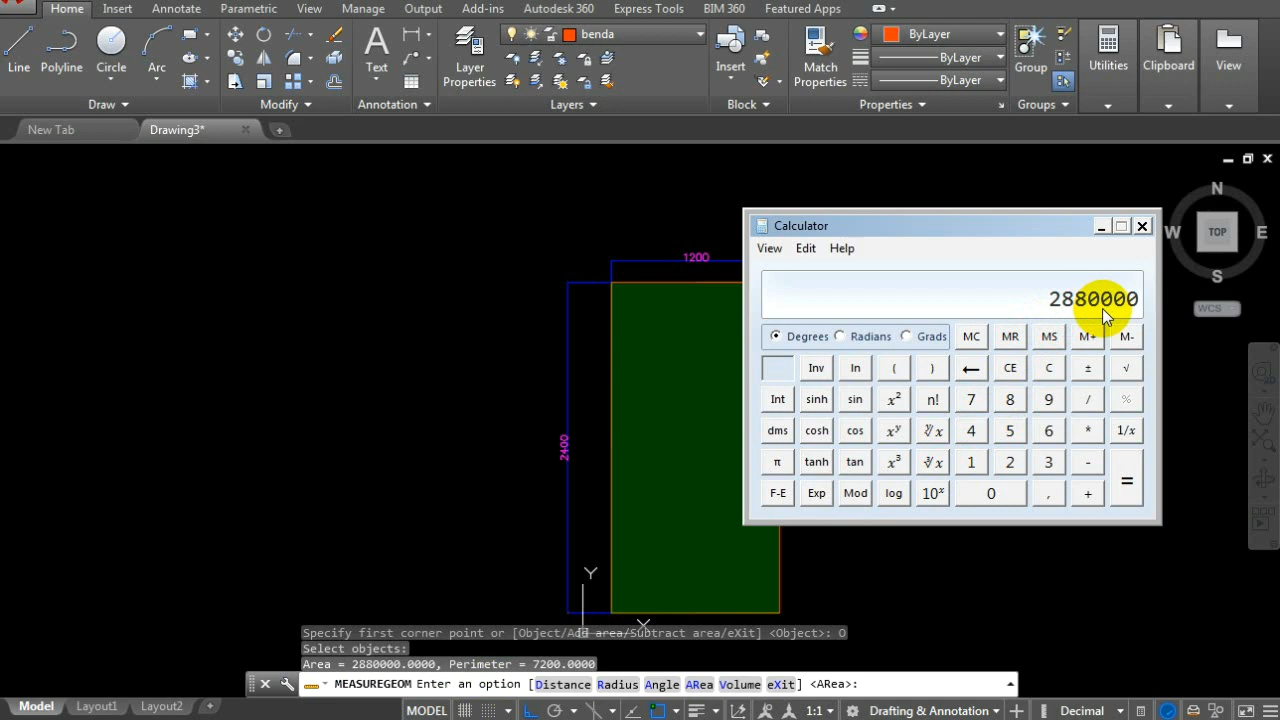 Home Insert Annotate Parametric View Manage Output Add-ins Autodesk 360 Express Tools BIM 360 Featured Apps
benda
ByLayer
ByLayer
ByLayer
Line Polyline Circle Arc Text Layer Properties Insert Match Properties Group Utilities Clipboard View
Draw Modify Annotation Layers Block Properties Groups
New Tab Drawing3*
N
W TOP E
S
WCS
1200
2400
Y
X
Calculator
View Edit Help
2880000
Degrees Radians Grads MC MR MS M+ M-
Inv ln ( ) ← CE C ± √
Int sinh sin x² n! 7 8 9 / %
dms cosh cos xʸ ʸ√x 4 5 6 * 1/x
π tanh tan x³ ³√x 1 2 3 - =
F-E Exp Mod log 10ˣ 0 , +
Specify first corner point or [Object/Add area/Subtract area/eXit] <Object>: O
Select objects:
Area = 2880000.0000, Perimeter = 7200.0000
MEASUREGEOM Enter an option [Distance Radius Angle ARea Volume eXit] <ARea>:
Model Layout1 Layout2 +
MODEL 1:1 Drafting & Annotation Decimal